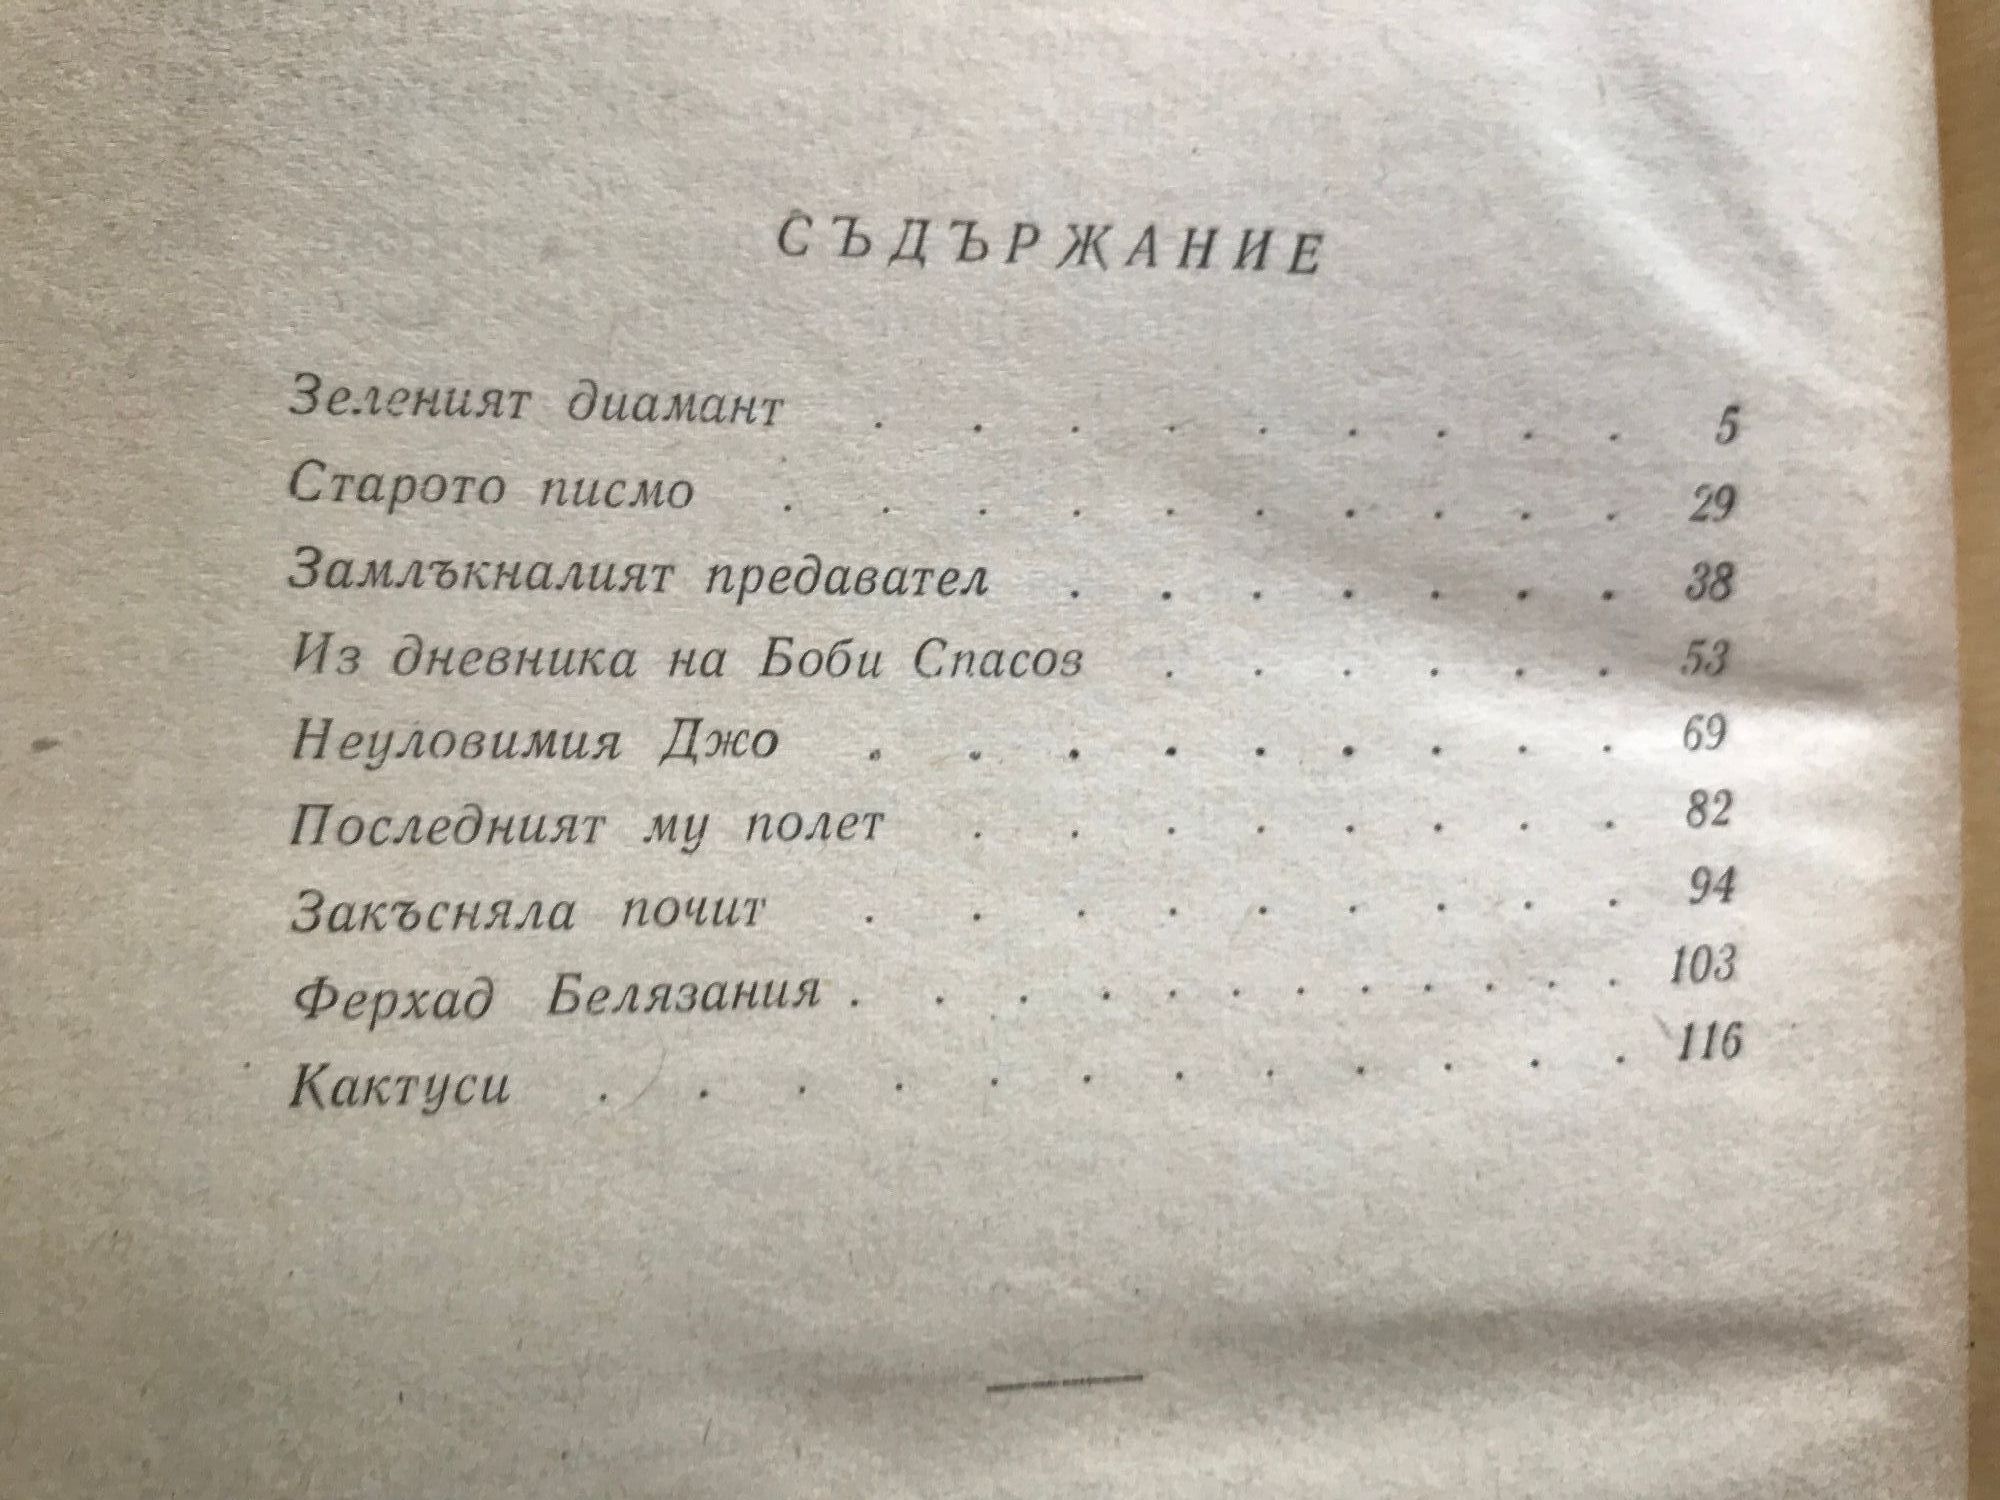 СЪДЪРЖАНИЕ
Зеленият диамант . . . . . . . . . 5
Старото писмо . . . . . . . . . . 29
Замлъкналият предавател . . . . . . . 38
Из дневника на Боби Спасов . . . . . . 53
Неуловимия Джо . . . . . . . . . 69
Последният му полет . . . . . . . . 82
Закъсняла почит . . . . . . . . . 94
Ферхад Белязания . . . . . . . . . . . 103
Кактуси . . . . . . . . . . . . 116